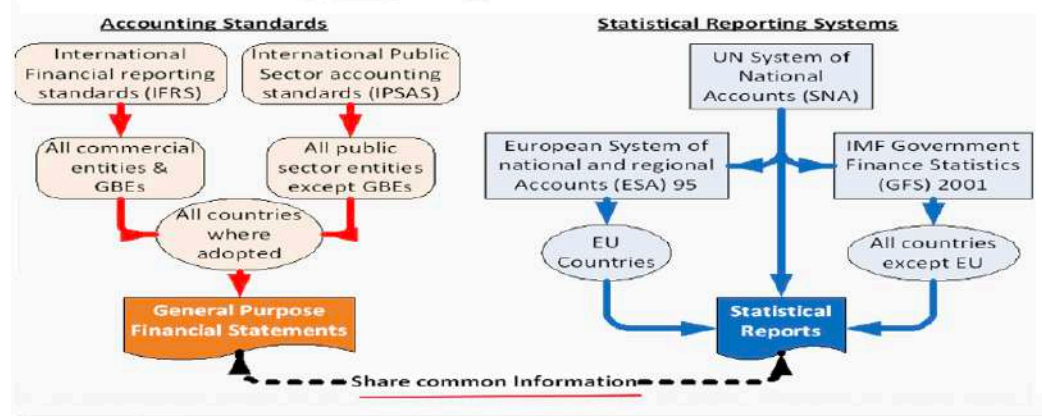 Accounting Standards
International
Financial reporting
standards (IFRS)
International Public
Sector accounting
standards (IPSAS)
All commercial
entities &
GBEs
All public
sector entities
except GBEs
All countries
where
adopted
General Purpose
Financial Statements
Statistical Reporting Systems
UN System of
National
Accounts (SNA)
European System of
national and regional
Accounts (ESA) 95
IMF Government
Finance Statistics
(GFS) 2001
EU
Countries
All countries
except EU
Statistical
Reports
Share common Information